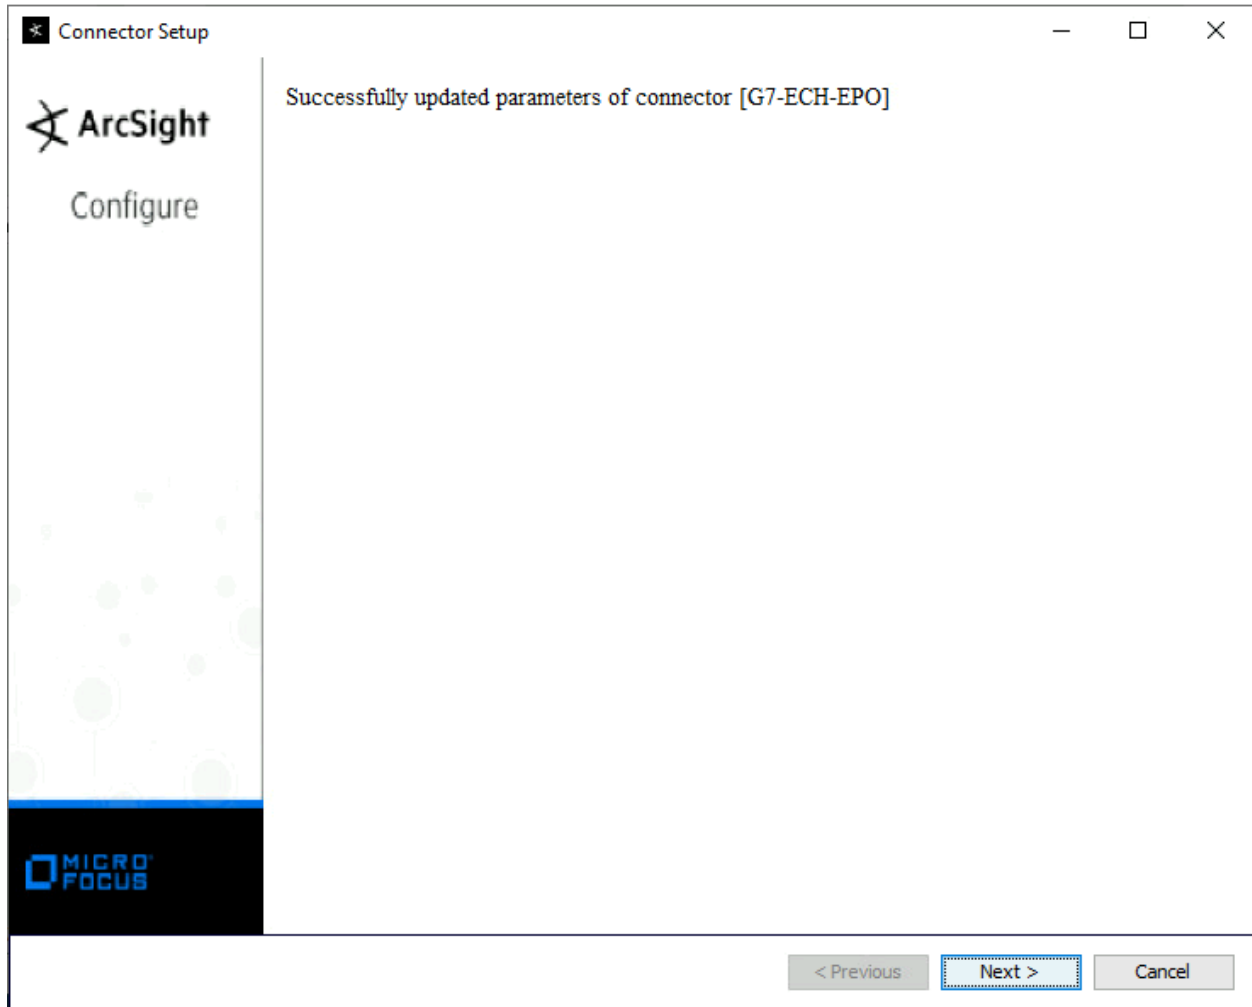 Connector Setup
Successfully updated parameters of connector [G7-ECH-EPO]
ArcSight
Configure
MICRO
FOCUS
< Previous
Next >
Cancel